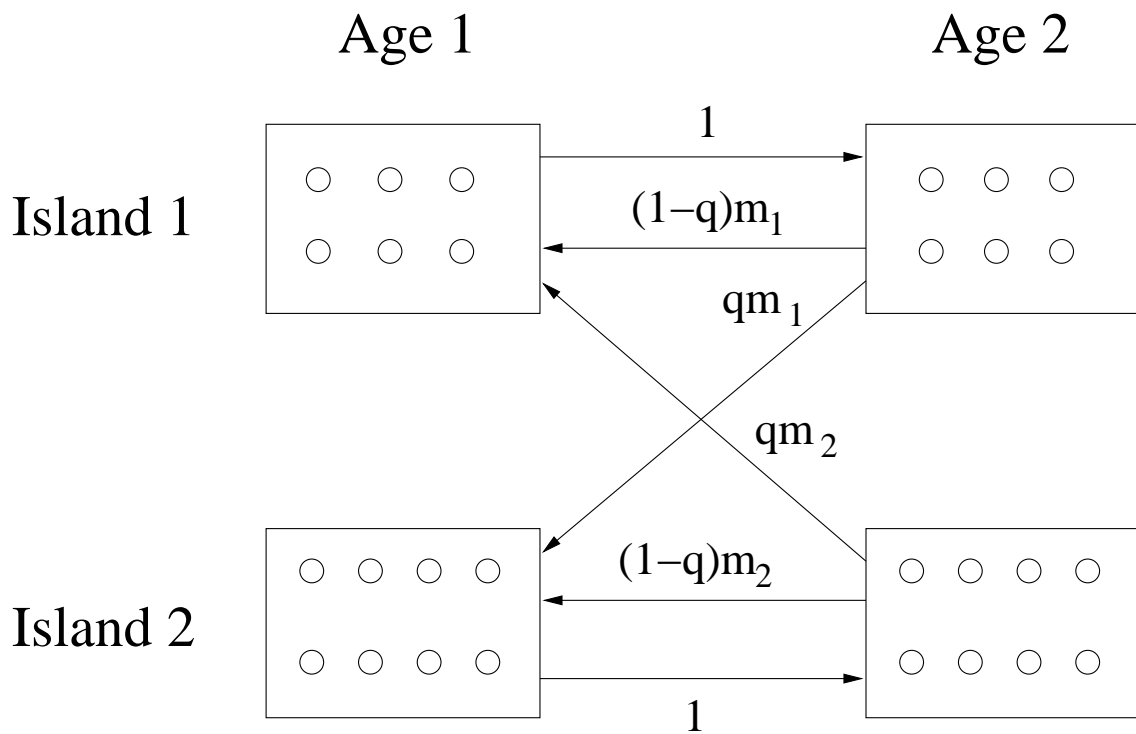 Age 1 Age 2
1
Island 1
(1–q)m₁
qm₁
qm₂
(1–q)m₂
Island 2
1